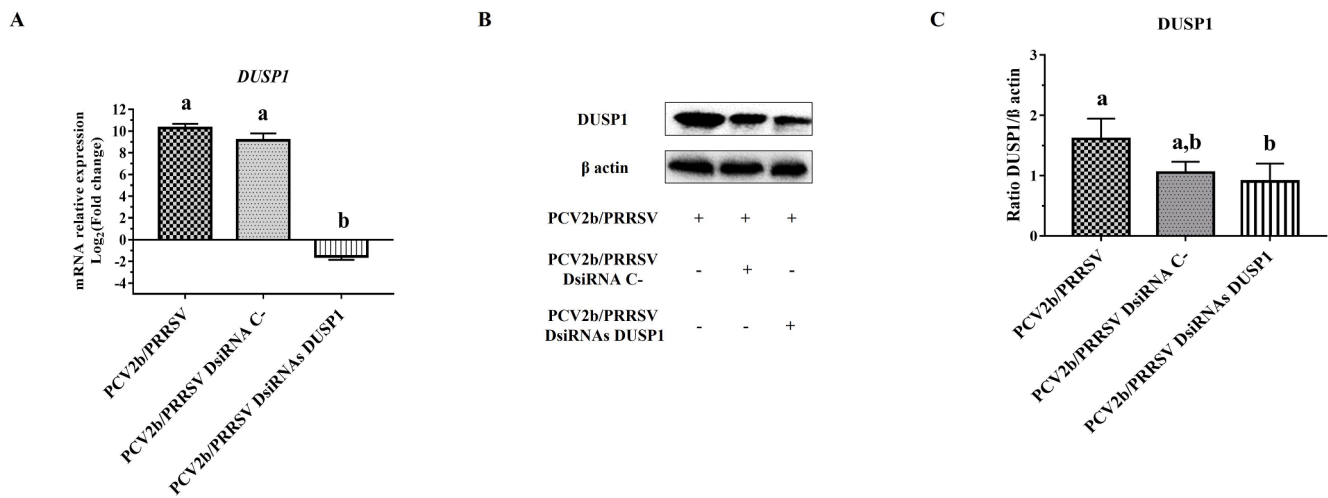 A
DUSP1
mRNA relative expression
Log₂(Fold change)
12
10
8
6
4
2
0
-2
-4
a
a
b
PCV2b/PRRSV
PCV2b/PRRSV DsiRNA C-
PCV2b/PRRSV DsiRNAs DUSP1
B
DUSP1
β actin
PCV2b/PRRSV + + +
PCV2b/PRRSV
DsiRNA C- - + -
PCV2b/PRRSV
DsiRNAs DUSP1 - - +
C
DUSP1
Ratio DUSP1/ß actin
3
2
1
0
a
a,b
b
PCV2b/PRRSV
PCV2b/PRRSV DsiRNA C-
PCV2b/PRRSV DsiRNAs DUSP1